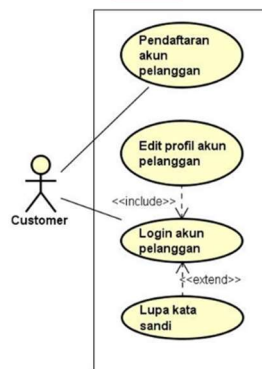 Pendaftaran
akun
pelanggan
Edit profil akun
pelanggan
<<include>>
Customer
Login akun
pelanggan
<<extend>>
Lupa kata
sandi